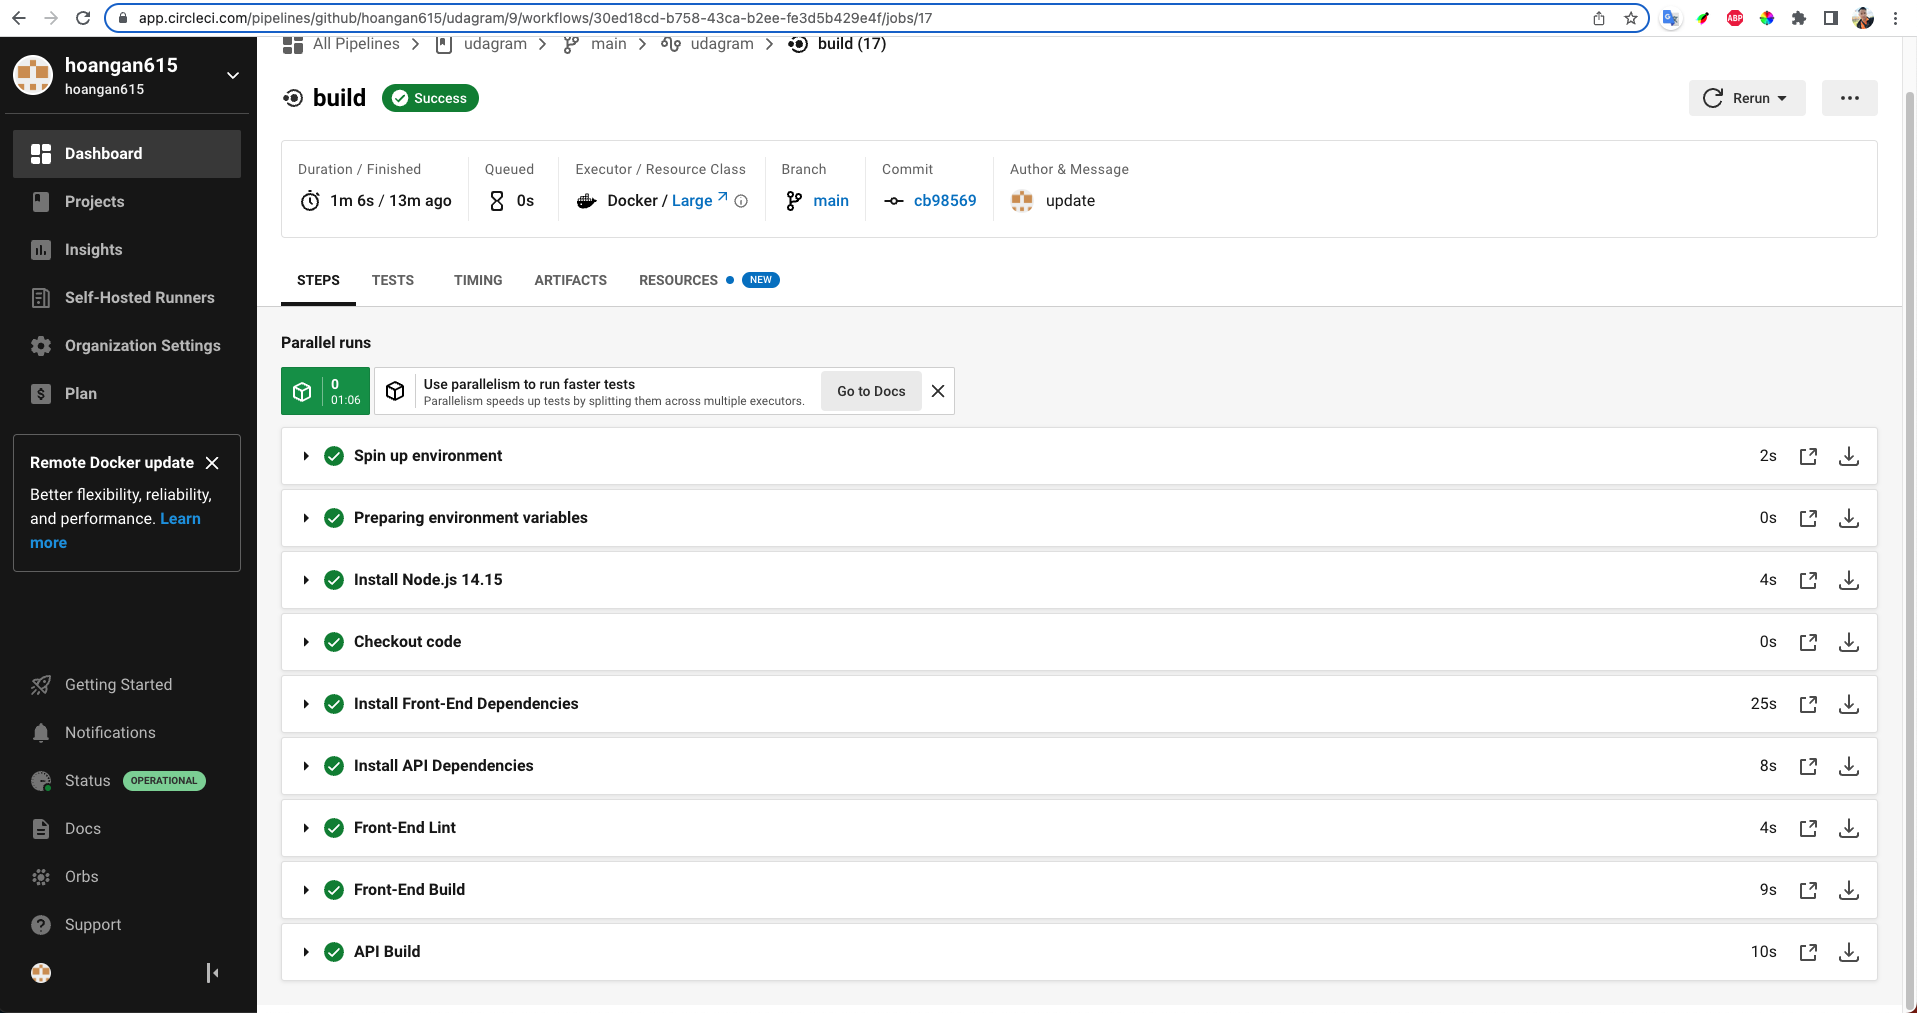 app.circleci.com/pipelines/github/hoangan615/udagram/9/workflows/30ed18cd-b758-43ca-b2ee-fe3d5b429e4f/jobs/17
ABP
hoangan615
hoangan615
Dashboard
Projects
Insights
Self-Hosted Runners
Organization Settings
Plan
Remote Docker update
Better flexibility, reliability,
and performance. Learn
more
Getting Started
Notifications
Status OPERATIONAL
Docs
Orbs
Support
All Pipelines udagram main udagram build (17)
build Success
Rerun
Duration / Finished
1m 6s / 13m ago
Queued
0s
Executor / Resource Class
Docker / Large
Branch
main
Commit
cb98569
Author & Message
update
STEPS TESTS TIMING ARTIFACTS RESOURCES NEW
Parallel runs
0
01:06
Use parallelism to run faster tests
Parallelism speeds up tests by splitting them across multiple executors.
Go to Docs
Spin up environment 2s
Preparing environment variables 0s
Install Node.js 14.15 4s
Checkout code 0s
Install Front-End Dependencies 25s
Install API Dependencies 8s
Front-End Lint 4s
Front-End Build 9s
API Build 10s